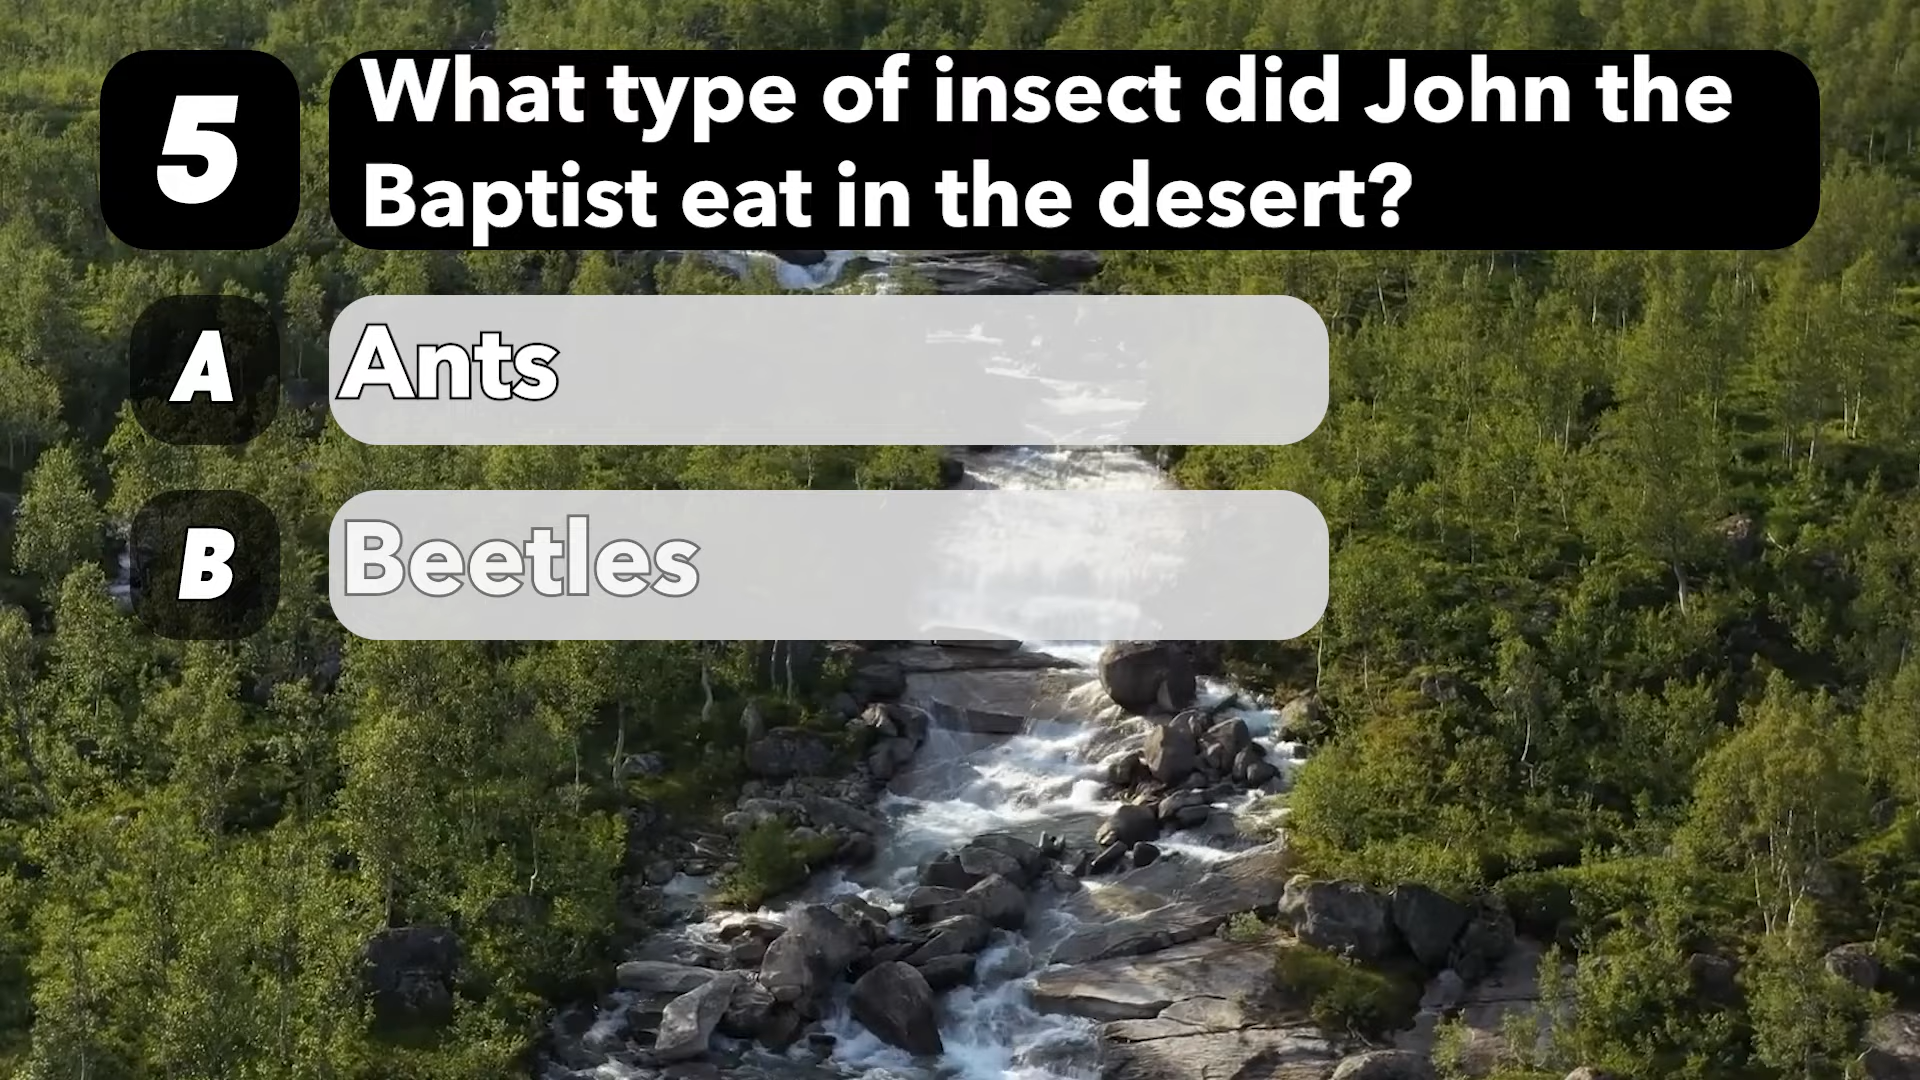 5
What type of insect did John the
Baptist eat in the desert?
A
Ants
B
Beetles